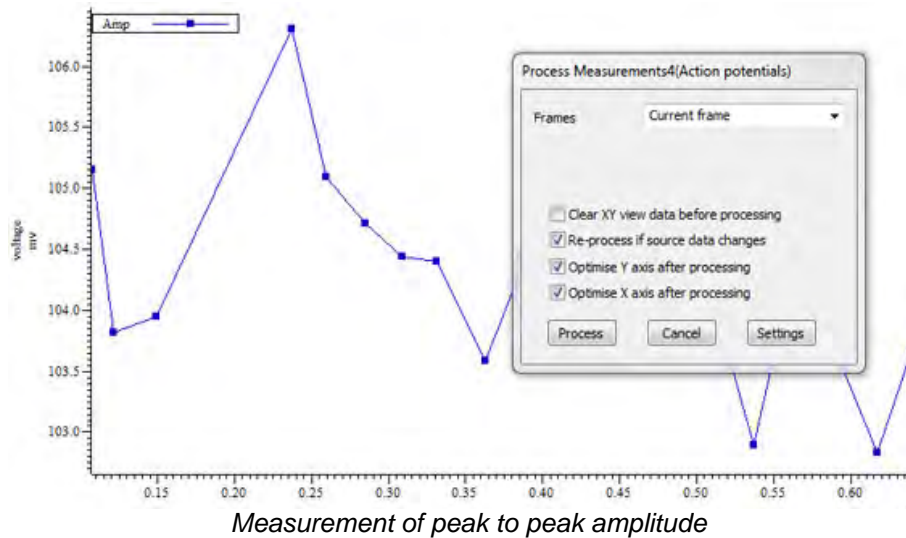 Amp
106.0
105.5
105.0
104.5
104.0
103.5
103.0
voltage
mv
0.15 0.20 0.25 0.30 0.35 0.40 0.45 0.50 0.55 0.60
Process Measurements4(Action potentials)
Frames Current frame
Clear XY view data before processing
Re-process if source data changes
Optimise Y axis after processing
Optimise X axis after processing
Process Cancel Settings
Measurement of peak to peak amplitude